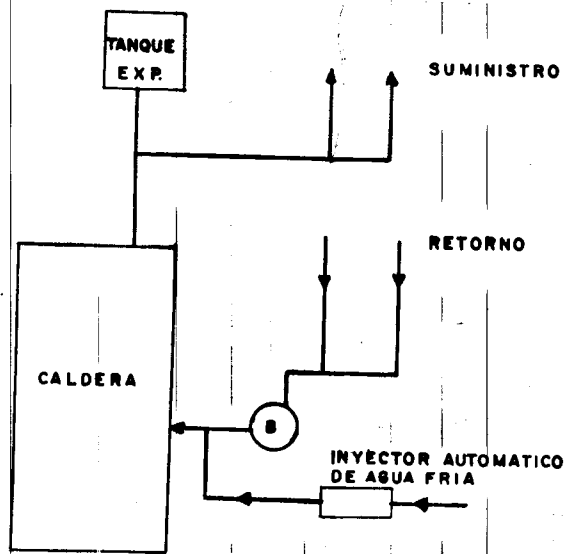 TANQUE
EXP.
SUMINISTRO
RETORNO
CALDERA
B
INYECTOR AUTOMATICO
DE AGUA FRIA